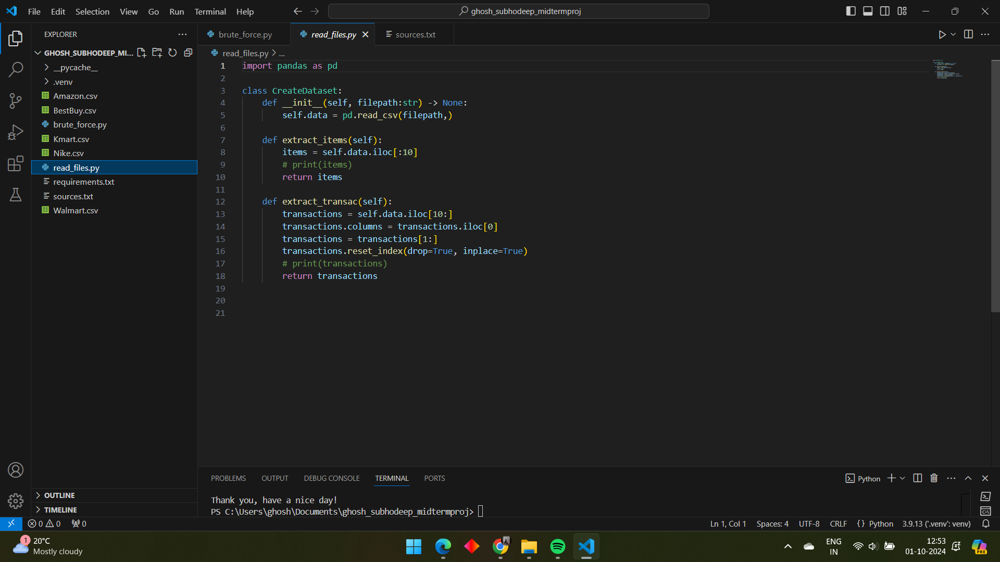 File Edit Selection View Go Run Terminal Help
ghosh_subhodeep_midtermproj
EXPLORER
GHOSH_SUBHODEEP_MI...
__pycache__
.venv
Amazon.csv
BestBuy.csv
brute_force.py
Kmart.csv
Nike.csv
read_files.py
requirements.txt
sources.txt
Walmart.csv
OUTLINE
TIMELINE
brute_force.py read_files.py sources.txt
read_files.py > ...
1 import pandas as pd
2
3 class CreateDataset:
4 def __init__(self, filepath:str) -> None:
5 self.data = pd.read_csv(filepath,)
6
7 def extract_items(self):
8 items = self.data.iloc[:10]
9 # print(items)
10 return items
11
12 def extract_transac(self):
13 transactions = self.data.iloc[10:]
14 transactions.columns = transactions.iloc[0]
15 transactions = transactions[1:]
16 transactions.reset_index(drop=True, inplace=True)
17 # print(transactions)
18 return transactions
19
20
21
PROBLEMS OUTPUT DEBUG CONSOLE TERMINAL PORTS
Python
Thank you, have a nice day!
PS C:\Users\ghosh\Documents\ghosh_subhodeep_midtermproj>
0 0 0
Ln 1, Col 1 Spaces: 4 UTF-8 CRLF {} Python 3.9.13 ('.venv': venv)
1
20°C
Mostly cloudy
ENG
IN
12:53
01-10-2024
PRE